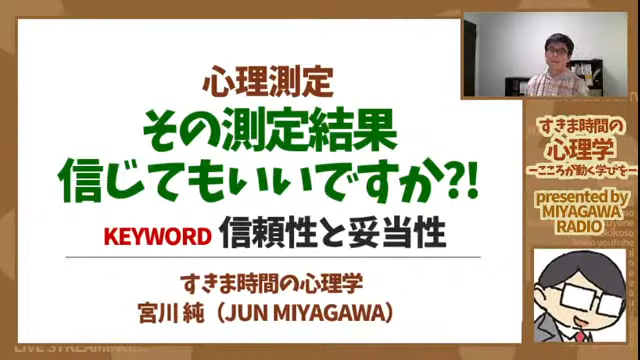 心理測定
その測定結果
信じてもいいですか?!
KEYWORD 信頼性と妥当性
すきま時間の心理学
宮川 純（JUN MIYAGAWA）
すきま時間の
心理学
ーこころが動く学びをー
presented by
MIYAGAWA
RADIO